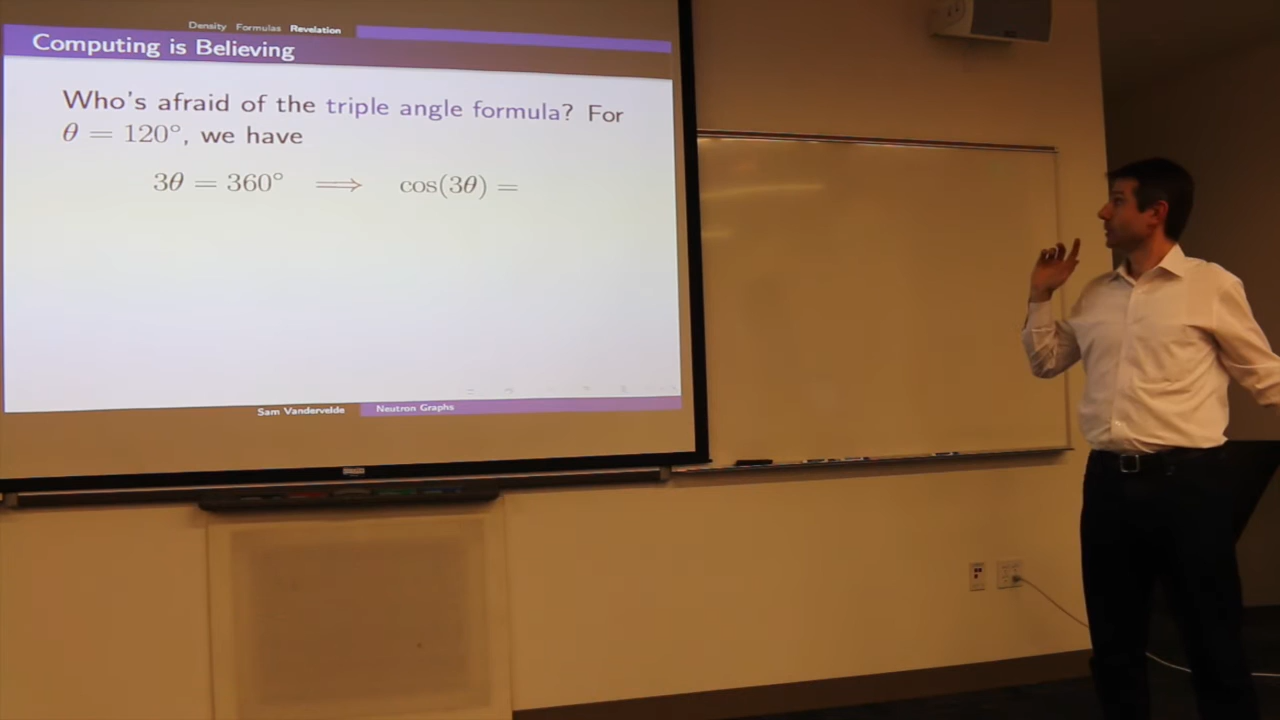 Density Formulas Revelation
Computing is Believing
Who's afraid of the triple angle formula? For
θ = 120°, we have
3θ = 360° ⟹ cos(3θ) =
Sam Vandervelde Neutron Graphs